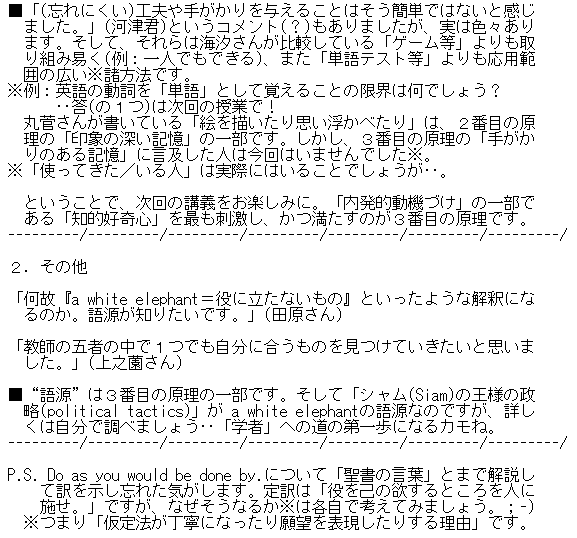 ■「(忘れにくい)工夫や手がかりを与えることはそう簡単ではないと感じ
ました。」(河津君)というコメント(？)もありましたが、実は色々あり
ます。そして、それらは海汐さんが比較している「ゲーム等」よりも取
り組み易く(例：一人でもできる)、また「単語テスト等」よりも応用範
囲の広い※諸方法です。
※例：英語の動詞を「単語」として覚えることの限界は何でしょう？
‥答(の１つ)は次回の授業で！
丸菅さんが書いている「絵を描いたり思い浮かべたり」は、２番目の原
理の「印象の深い記憶」の一部です。しかし、３番目の原理の「手がか
りのある記憶」に言及した人は今回はいませんでした※。
※「使ってきた／いる人」は実際にはいることでしょうが‥。
ということで、次回の講義をお楽しみに。「内発的動機づけ」の一部で
ある「知的好奇心」を最も刺激し、かつ満たすのが３番目の原理です。
---------/---------/---------/---------/---------/---------/---------/
２．その他
「何故『a white elephant＝役に立たないもの』といったような解釈にな
るのか。語源が知りたいです。」(田原さん)
「教師の五者の中で１つでも自分に合うものを見つけていきたいと思いま
した。」(上之薗さん)
■“語源”は３番目の原理の一部です。そして「シャム(Siam)の王様の政
略(political tactics)」が a white elephantの語源なのですが、詳し
くは自分で調べましょう‥「学者」への道の第一歩になるカモね。
---------/---------/---------/---------/---------/---------/---------/
P.S. Do as you would be done by.について「聖書の言葉」とまで解説し
て訳を示し忘れた気がします。定訳は「役を己の欲するところを人に
施せ。」ですが、なぜそうなるか※は各自で考えてみましょう。;-)
※つまり「仮定法が丁寧になったり願望を表現したりする理由」です。